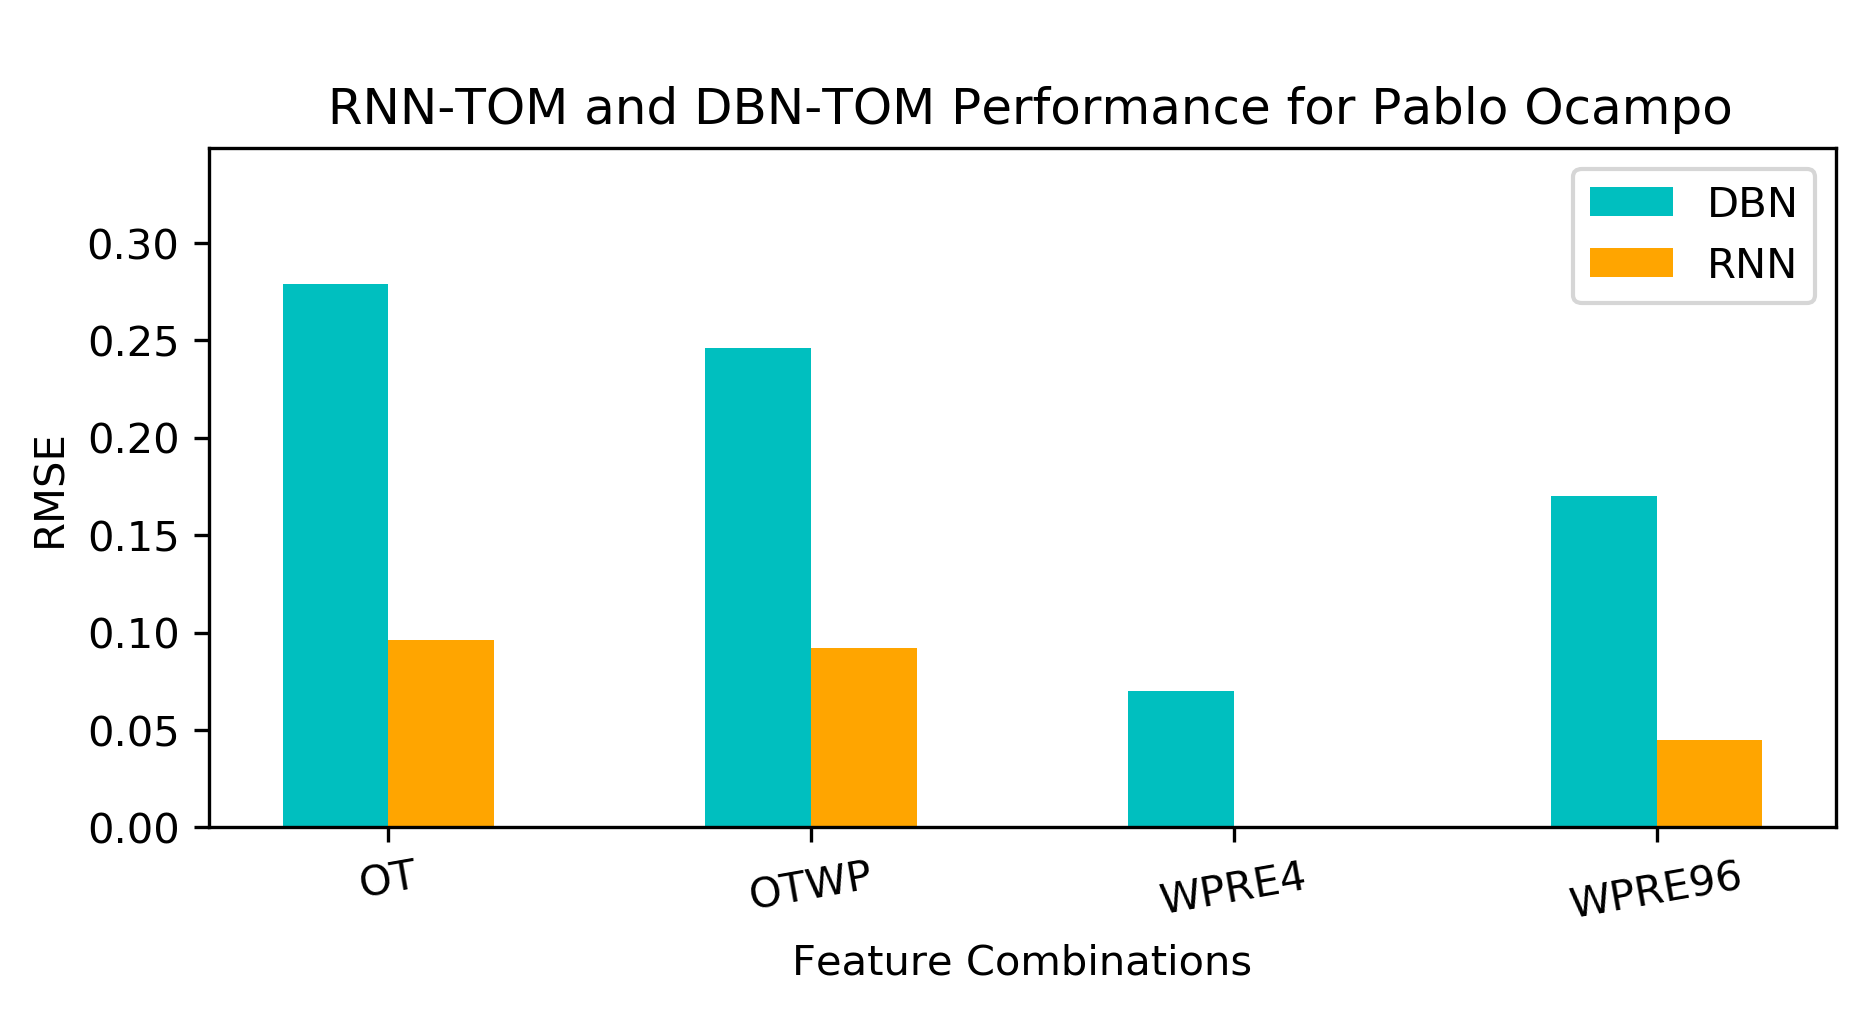 RNN-TOM and DBN-TOM Performance for Pablo Ocampo
DBN
RNN
0.30
0.25
0.20
0.15
0.10
0.05
0.00
RMSE
OT
OTWP
WPRE4
WPRE96
Feature Combinations